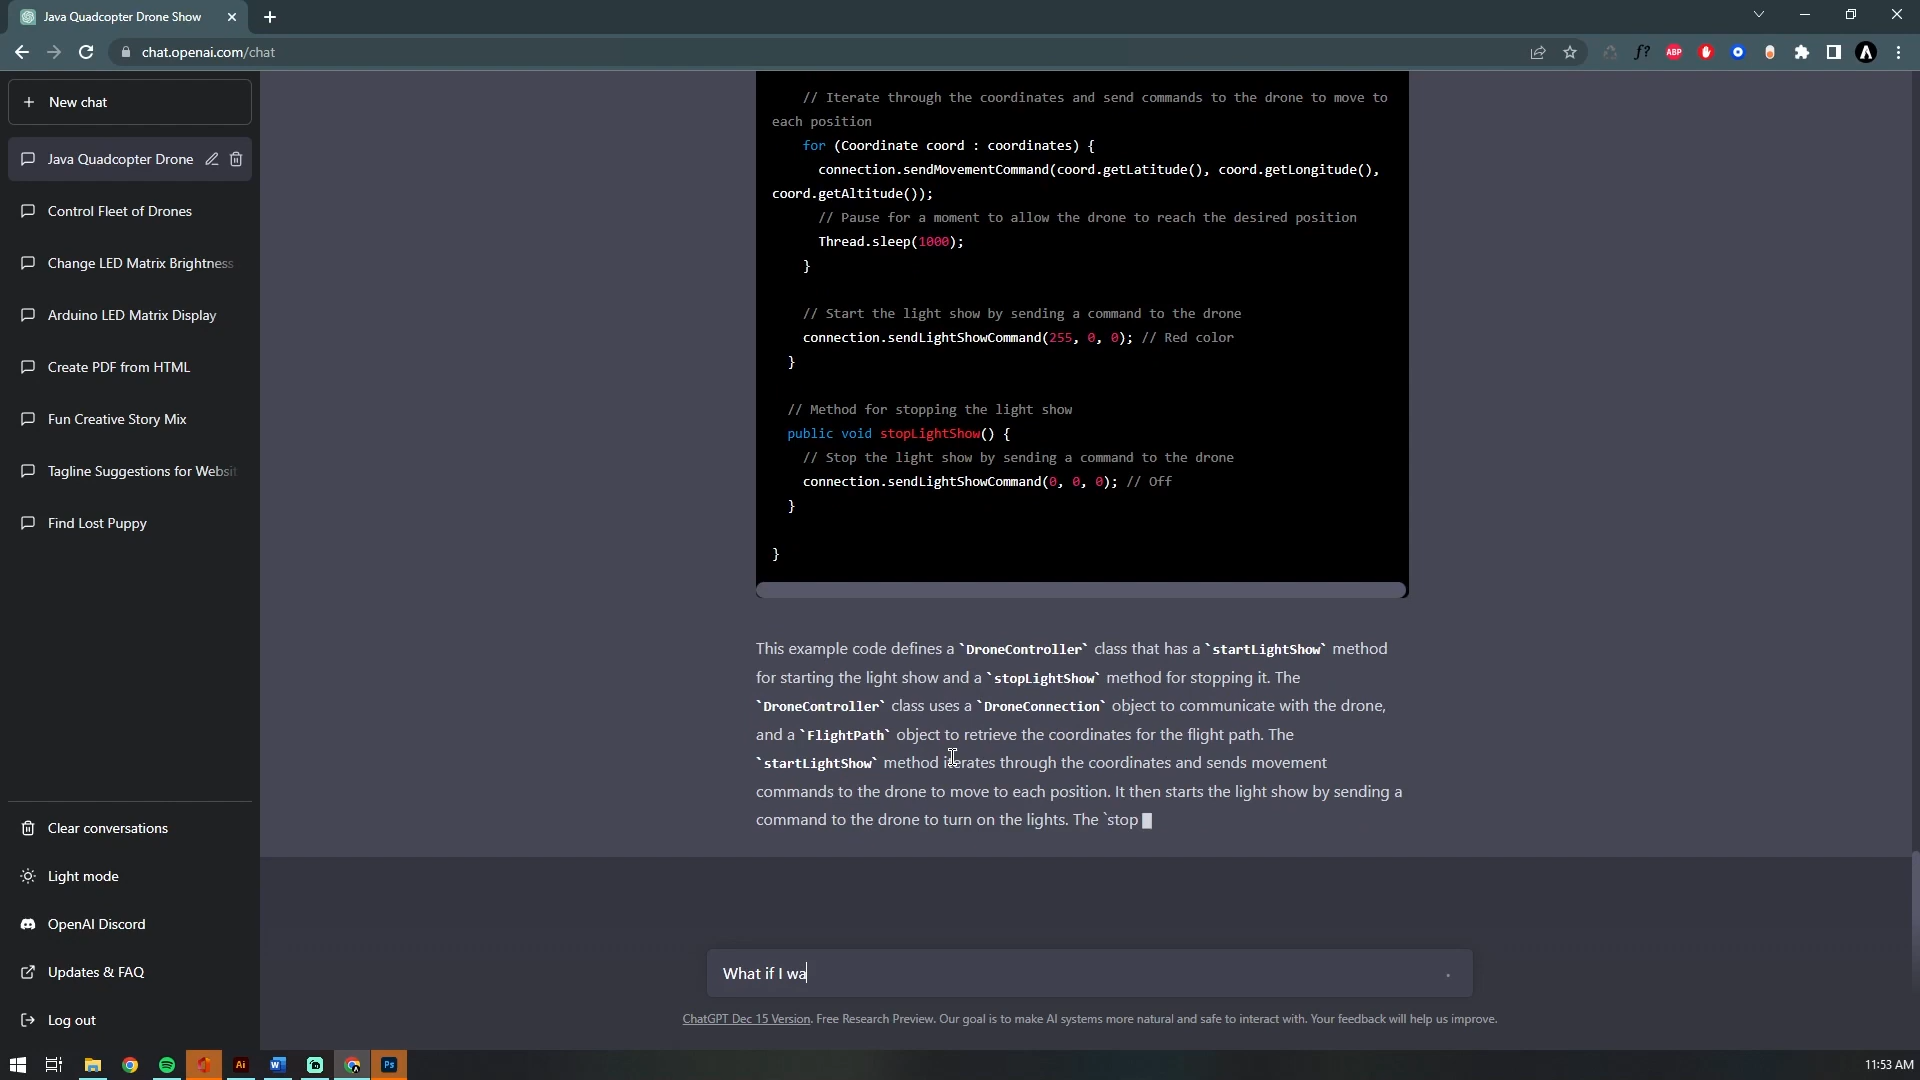 Java Quadcopter Drone Show
chat.openai.com/chat
ABP
f?
New chat
Java Quadcopter Drone
Control Fleet of Drones
Change LED Matrix Brightness
Arduino LED Matrix Display
Create PDF from HTML
Fun Creative Story Mix
Tagline Suggestions for Websit
Find Lost Puppy
Clear conversations
Light mode
OpenAI Discord
Updates & FAQ
Log out
// Iterate through the coordinates and send commands to the drone to move to
each position
for (Coordinate coord : coordinates) {
connection.sendMovementCommand(coord.getLatitude(), coord.getLongitude(),
coord.getAltitude());
// Pause for a moment to allow the drone to reach the desired position
Thread.sleep(1000);
}
// Start the light show by sending a command to the drone
connection.sendLightShowCommand(255, 0, 0); // Red color
}
// Method for stopping the light show
public void stopLightShow() {
// Stop the light show by sending a command to the drone
connection.sendLightShowCommand(0, 0, 0); // Off
}
}
This example code defines a `DroneController` class that has a `startLightShow` method
for starting the light show and a `stopLightShow` method for stopping it. The
`DroneController` class uses a `DroneConnection` object to communicate with the drone,
and a `FlightPath` object to retrieve the coordinates for the flight path. The
`startLightShow` method iterates through the coordinates and sends movement
commands to the drone to move to each position. It then starts the light show by sending a
command to the drone to turn on the lights. The `stop
What if I wa
ChatGPT Dec 15 Version. Free Research Preview. Our goal is to make AI systems more natural and safe to interact with. Your feedback will help us improve.
Ai
W
Ps
11:53 AM